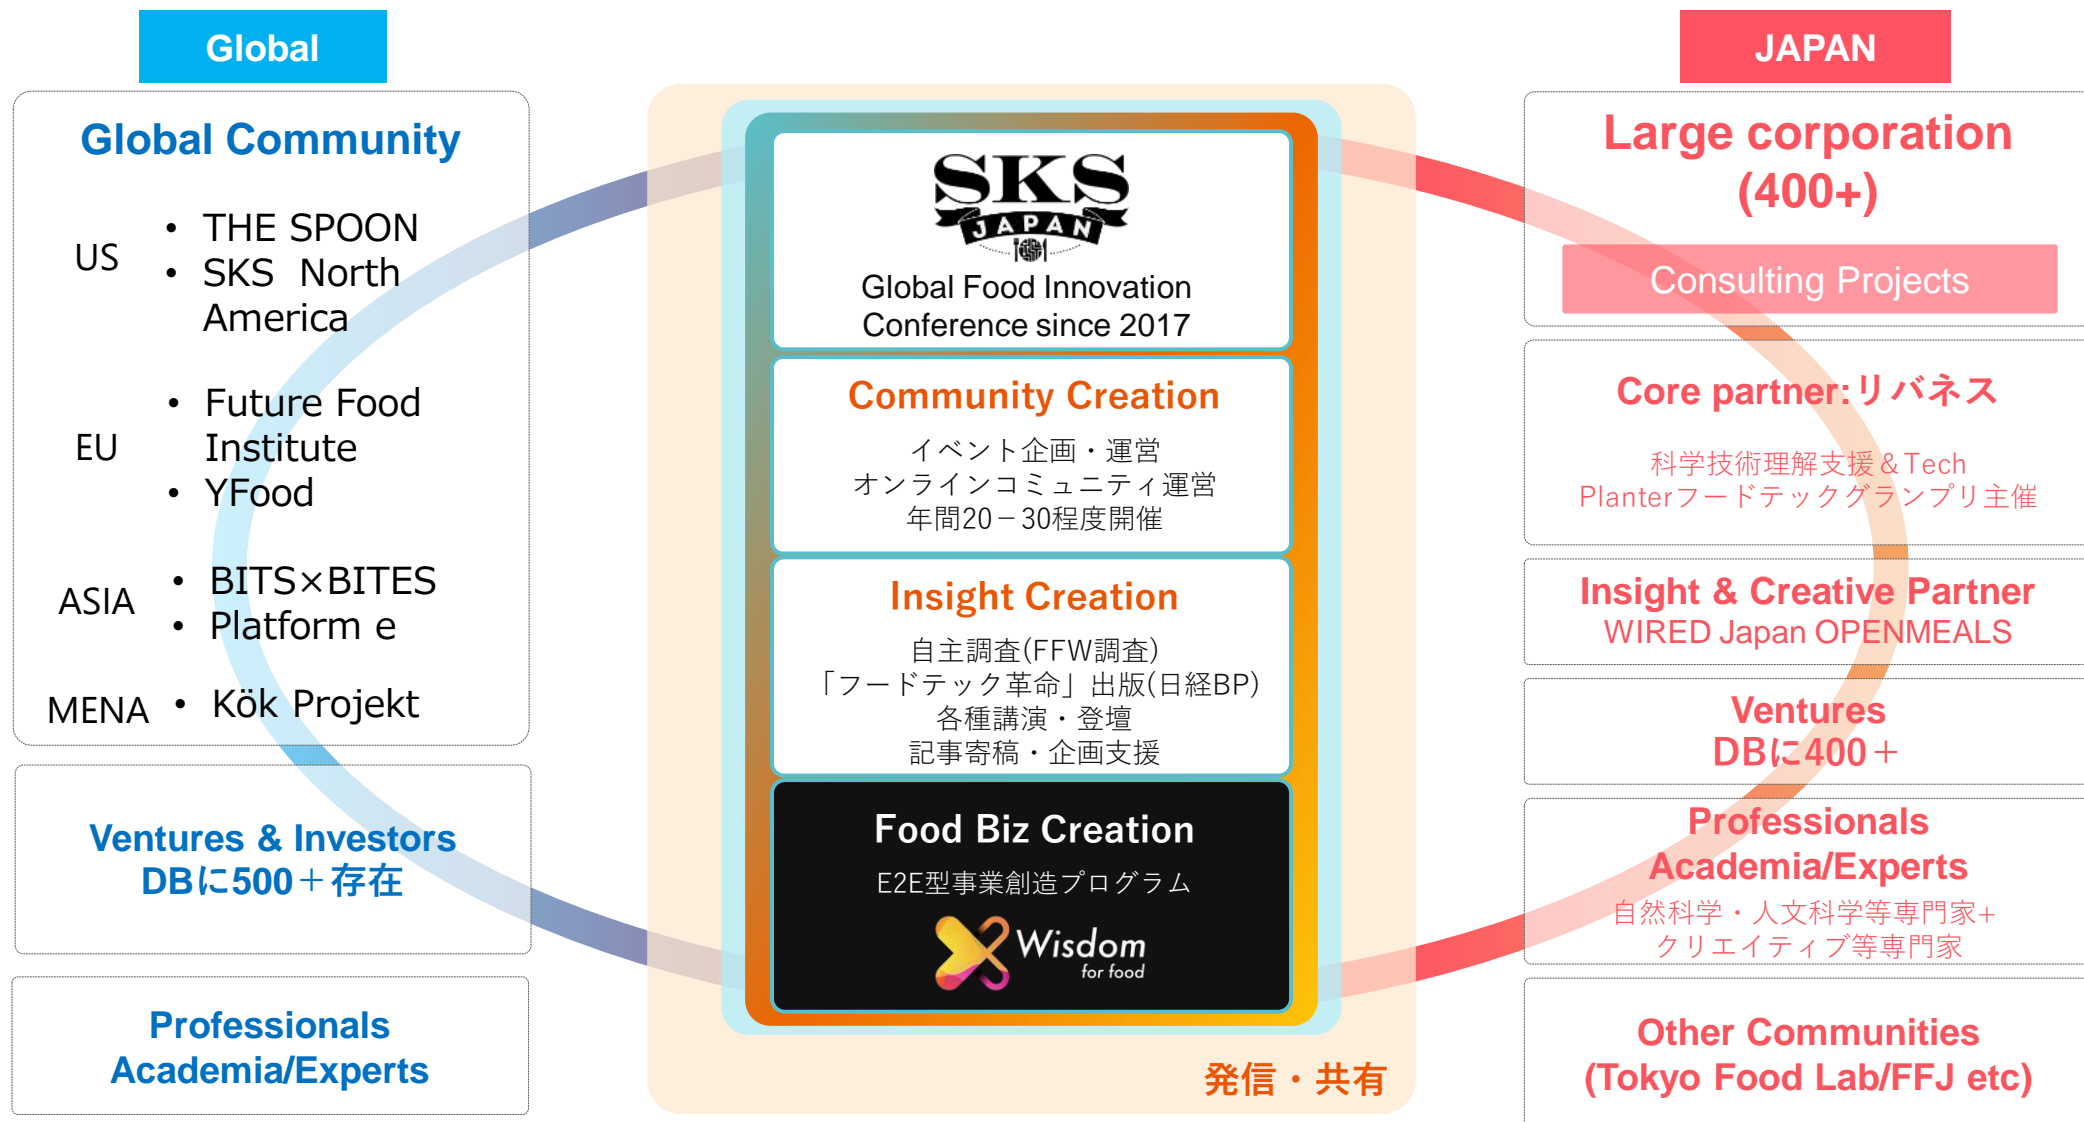 Global
Global Community
US
• THE SPOON
• SKS North
America
EU
• Future Food
Institute
• YFood
ASIA
• BITS×BITES
• Platform e
MENA
• Kök Projekt
Ventures & Investors
DBに500＋存在
Professionals
Academia/Experts
SKS
JAPAN
Global Food Innovation
Conference since 2017
Community Creation
イベント企画・運営
オンラインコミュニティ運営
年間20－30程度開催
Insight Creation
自主調査(FFW調査)
「フードテック革命」出版(日経BP)
各種講演・登壇
記事寄稿・企画支援
Food Biz Creation
E2E型事業創造プログラム
Wisdom
for food
発信・共有
JAPAN
Large corporation
(400+)
Consulting Projects
Core partner:リバネス
科学技術理解支援＆Tech
Planterフードテックグランプリ主催
Insight & Creative Partner
WIRED Japan OPENMEALS
Ventures
DBに400＋
Professionals
Academia/Experts
自然科学・人文科学等専門家+
クリエイティブ等専門家
Other Communities
(Tokyo Food Lab/FFJ etc)